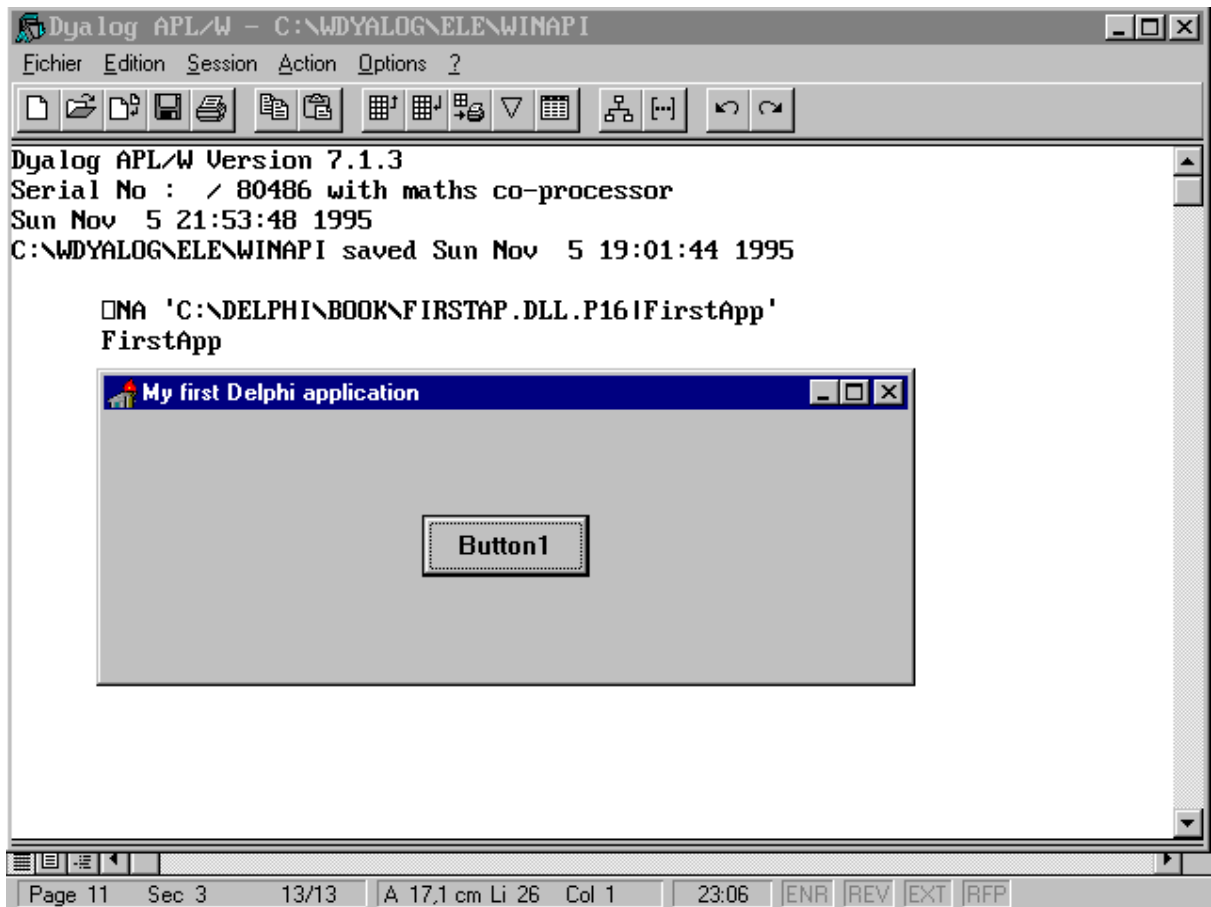 Dyalog APL/W - C:\WDYALOG\ELE\WINAPI
Fichier Edition Session Action Options ?
Dyalog APL/W Version 7.1.3
Serial No :  / 80486 with maths co-processor
Sun Nov  5 21:53:48 1995
C:\WDYALOG\ELE\WINAPI saved Sun Nov  5 19:01:44 1995
⎕NA 'C:\DELPHI\BOOK\FIRSTAP.DLL.P16|FirstApp'
FirstApp
My first Delphi application
Button1
Page 11 Sec 3 13/13 A 17,1 cm Li 26 Col 1 23:06 ENR REV EXT RFP